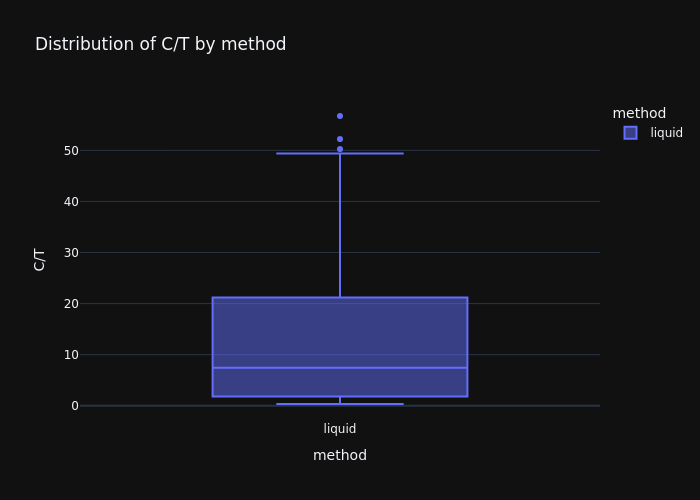 Distribution of C/T by method
method
liquid
50
40
30
20
10
0
C/T
liquid
method